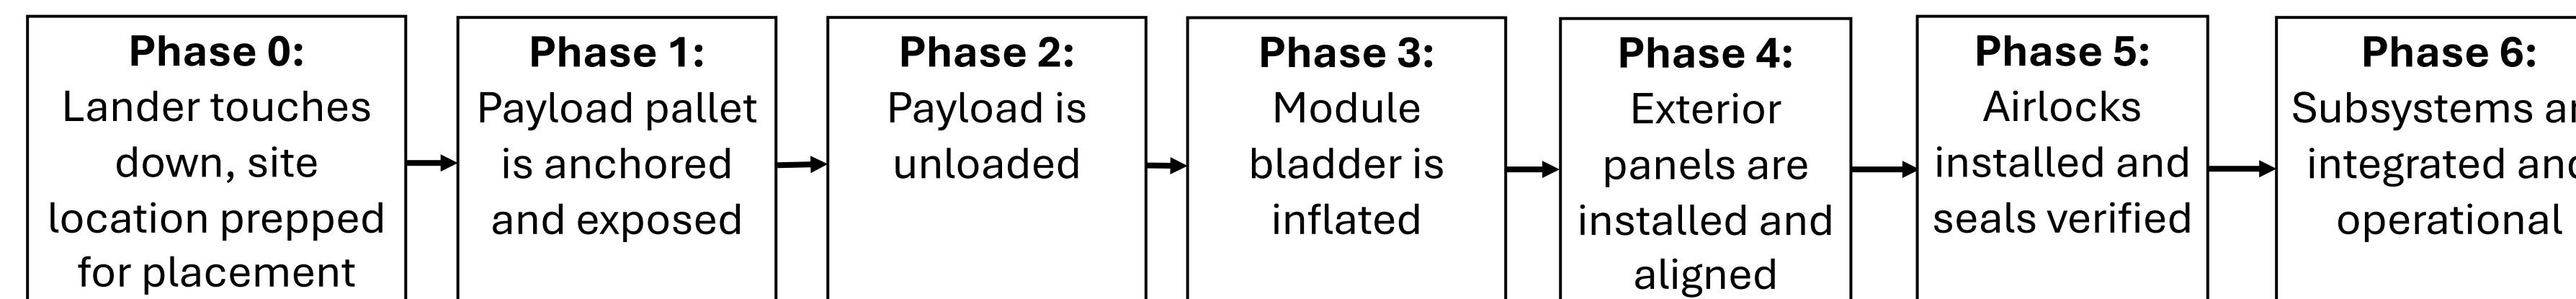 Phase 0:
Lander touches
down, site
location prepped
for placement
Phase 1:
Payload pallet
is anchored
and exposed
Phase 2:
Payload is
unloaded
Phase 3:
Module
bladder is
inflated
Phase 4:
Exterior
panels are
installed and
aligned
Phase 5:
Airlocks
installed and
seals verified
Phase 6:
Subsystems
integrated
operational